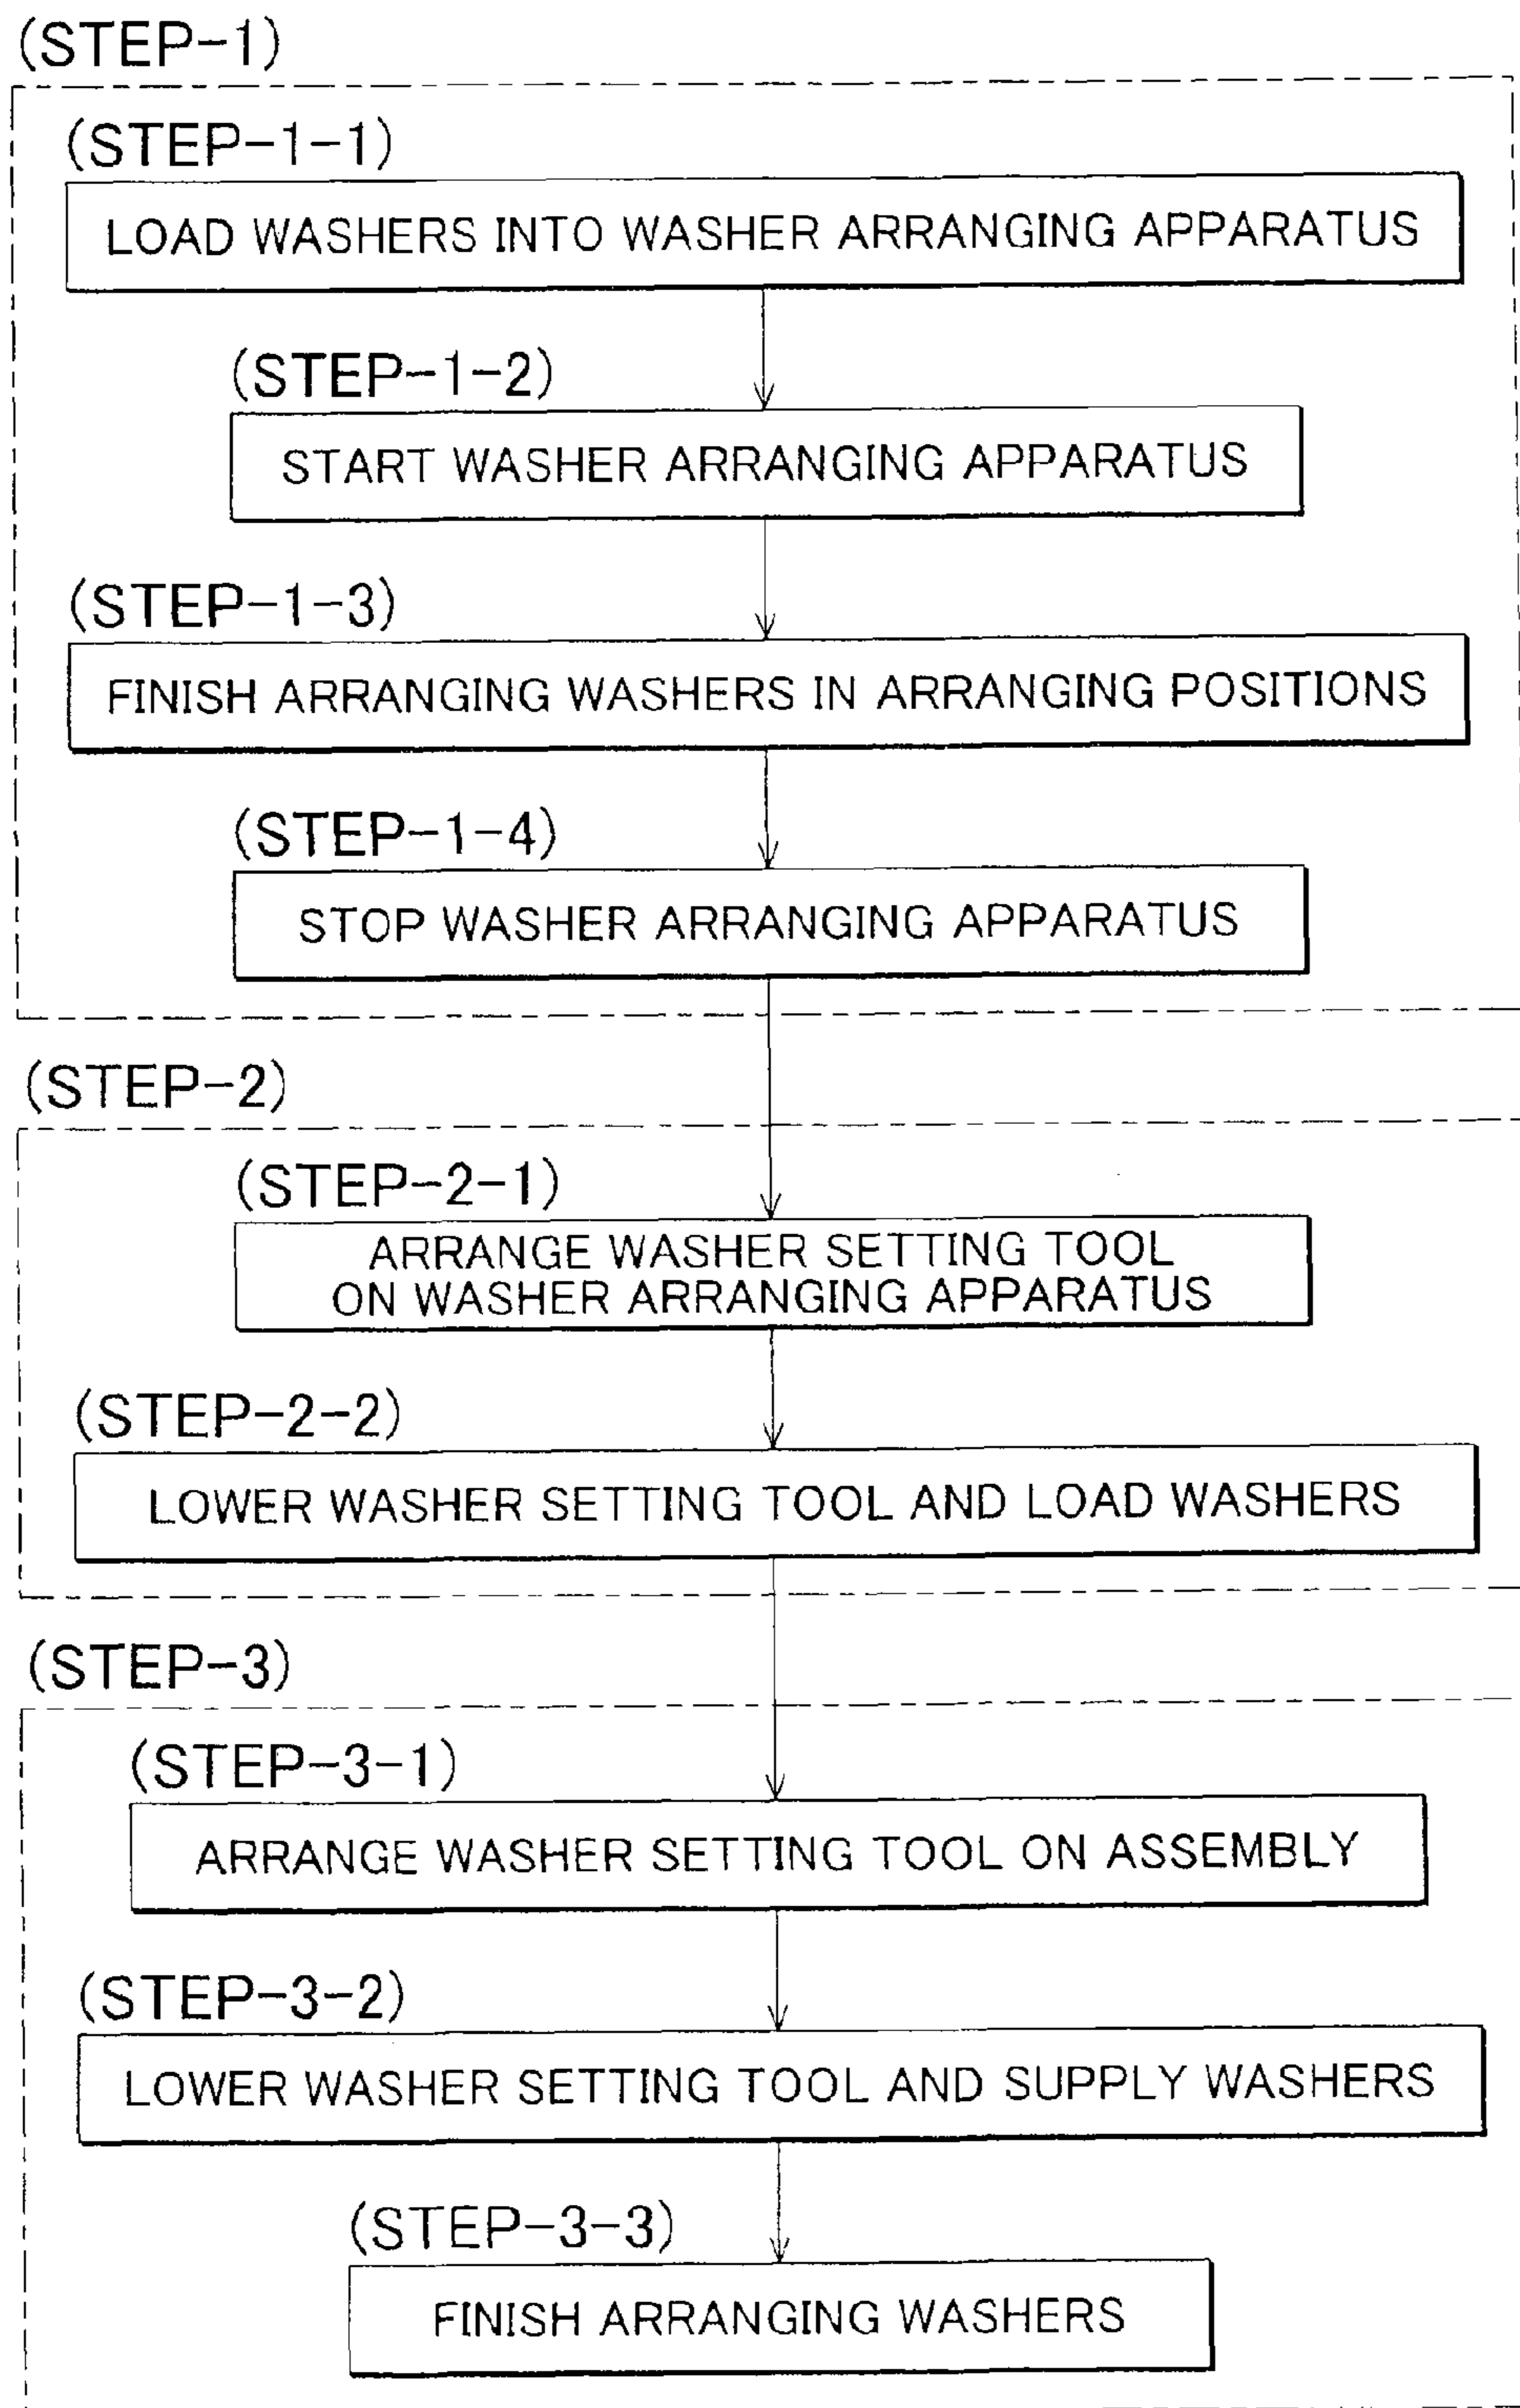 (STEP-1)
(STEP-1-1)
LOAD WASHERS INTO WASHER ARRANGING APPARATUS
(STEP-1-2)
START WASHER ARRANGING APPARATUS
(STEP-1-3)
FINISH ARRANGING WASHERS IN ARRANGING POSITIONS
(STEP-1-4)
STOP WASHER ARRANGING APPARATUS
(STEP-2)
(STEP-2-1)
ARRANGE WASHER SETTING TOOL
ON WASHER ARRANGING APPARATUS
(STEP-2-2)
LOWER WASHER SETTING TOOL AND LOAD WASHERS
(STEP-3)
(STEP-3-1)
ARRANGE WASHER SETTING TOOL ON ASSEMBLY
(STEP-3-2)
LOWER WASHER SETTING TOOL AND SUPPLY WASHERS
(STEP-3-3)
FINISH ARRANGING WASHERS